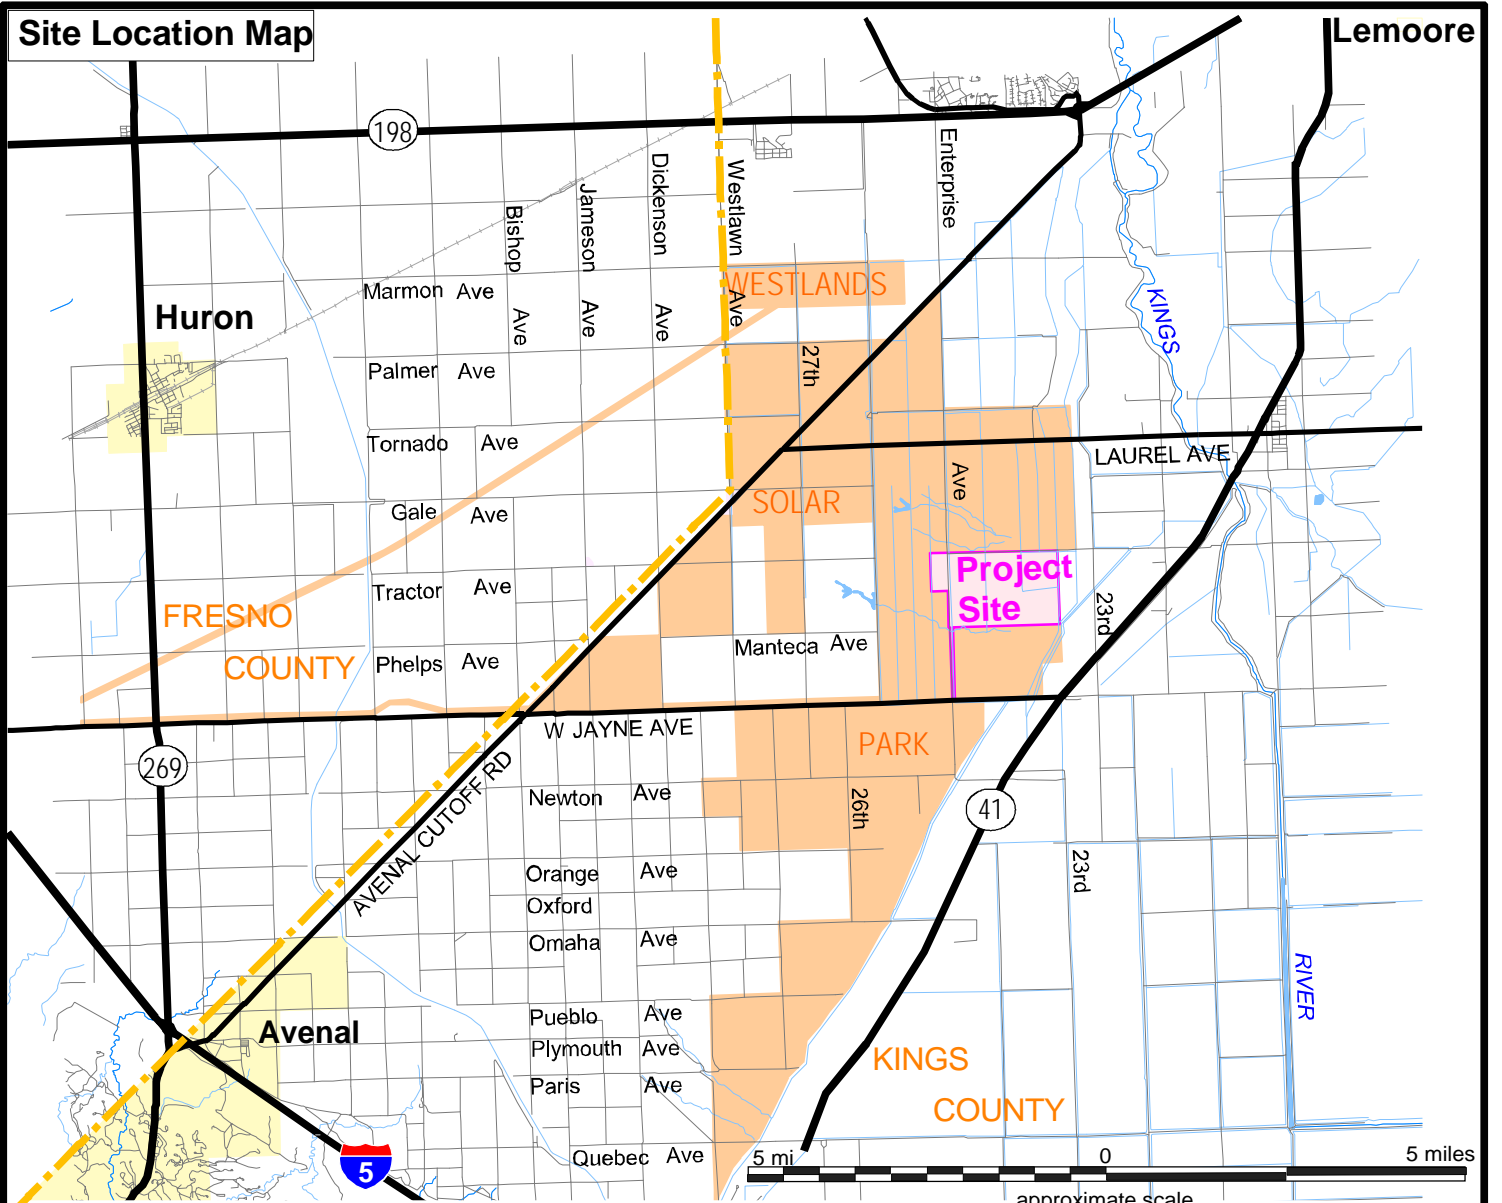 Site Location Map
Lemoore
198
Enterprise
Ave
Dickenson
Ave
Westlawn
Ave
Jameson
Ave
Bishop
Ave
WESTLANDS
Marmon Ave
KINGS
Huron
27th
Palmer Ave
Tornado Ave
LAUREL AVE
SOLAR
Gale Ave
Project
Site
Tractor Ave
23rd
FRESNO
COUNTY
Manteca Ave
Phelps Ave
W JAYNE AVE
PARK
269
AVENAL CUTOFF RD
Newton Ave
26th
41
Orange Ave
23rd
Oxford
Omaha Ave
RIVER
Pueblo Ave
Avenal
Plymouth Ave
KINGS
COUNTY
Paris Ave
Quebec Ave
5
5 mi 0 5 miles
approximate scale